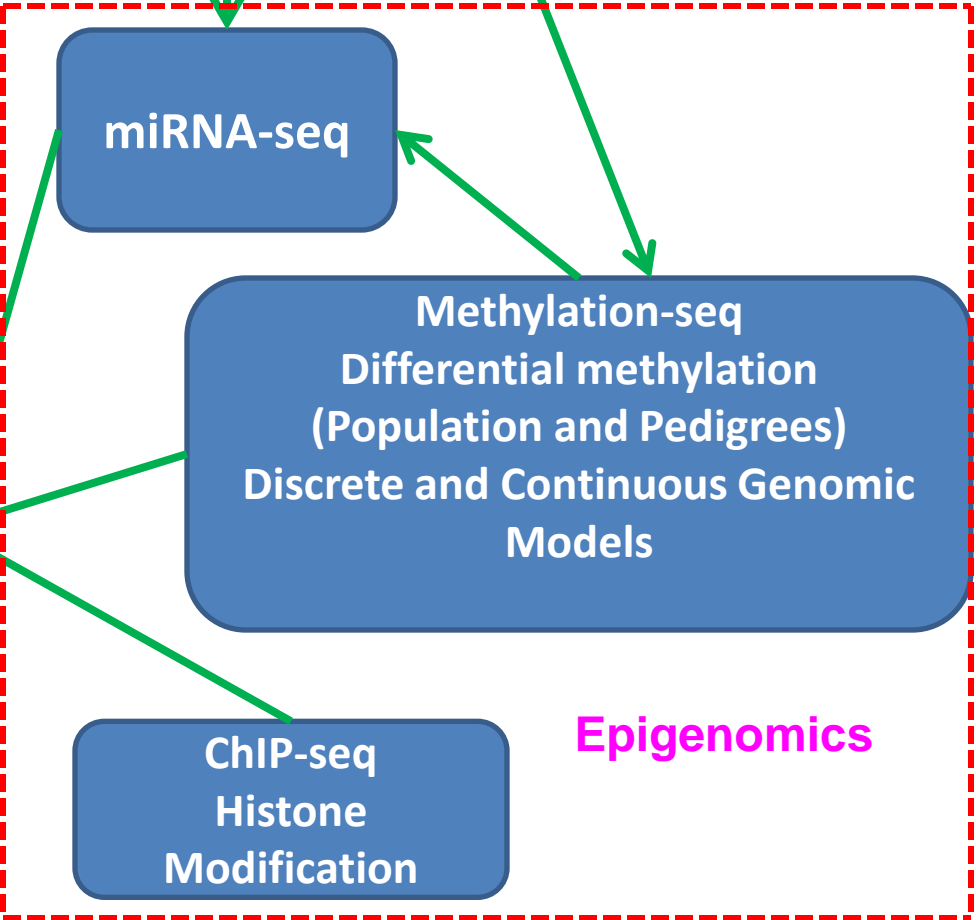 miRNA-seq
Methylation-seq
Differential methylation
(Population and Pedigrees)
Discrete and Continuous Genomic
Models
Epigenomics
ChIP-seq
Histone
Modification